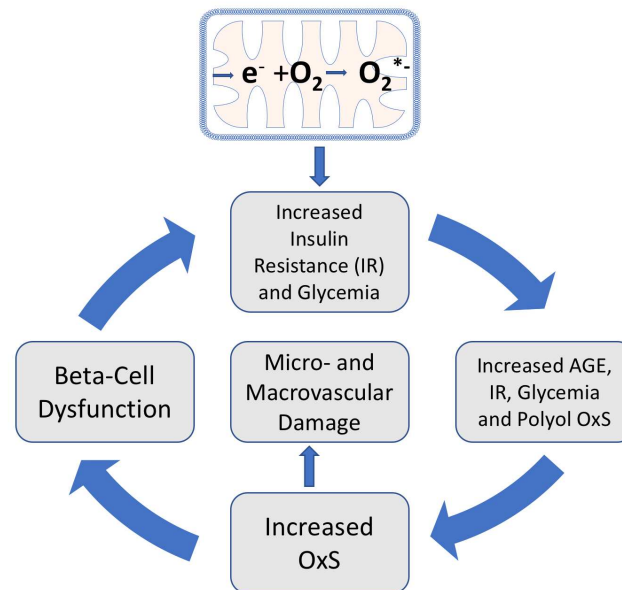 e⁻ + O₂ → O₂*⁻
Increased
Insulin
Resistance (IR)
and Glycemia
Beta-Cell
Dysfunction
Micro- and
Macrovascular
Damage
Increased AGE,
IR, Glycemia
and Polyol OxS
Increased
OxS